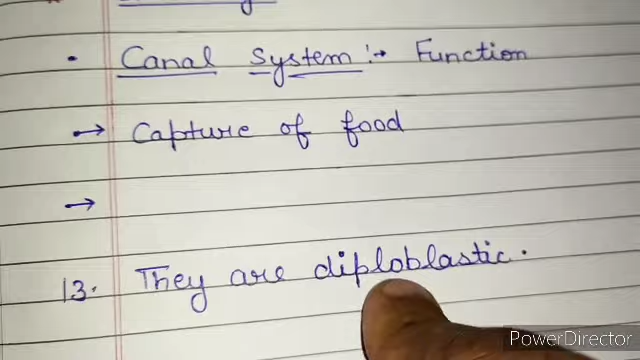 • Canal System :→ Function
→ Capture of food
→
13. They are diploblastic.
PowerDirector